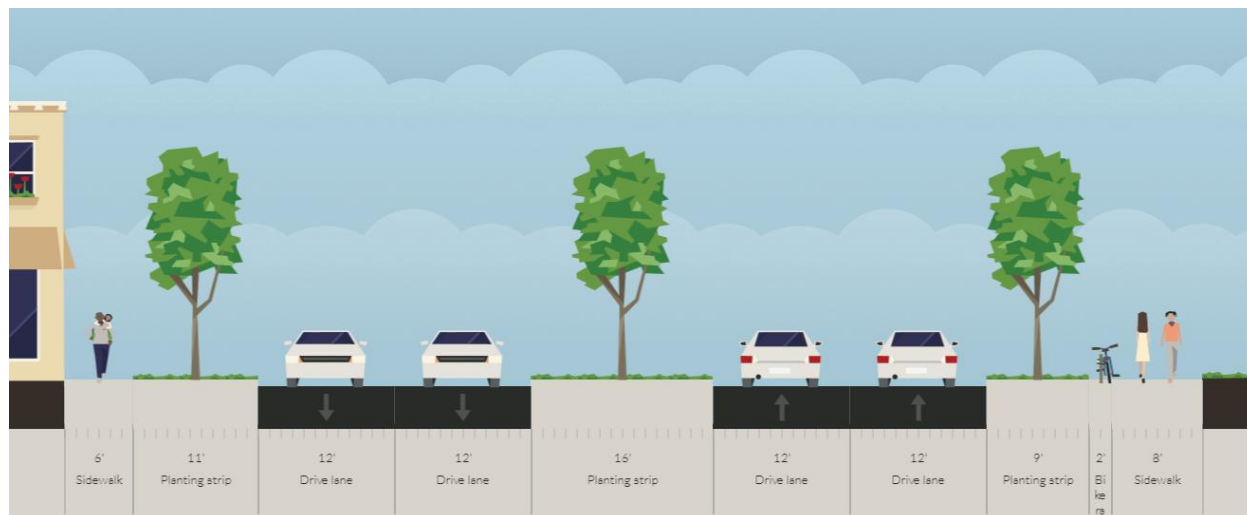 6' 11' 12' 12' 16' 12' 12' 9' 2' 8'
Sidewalk Planting strip Drive lane Drive lane Planting strip Drive lane Drive lane Planting strip Bi Sidewalk
ke
ra